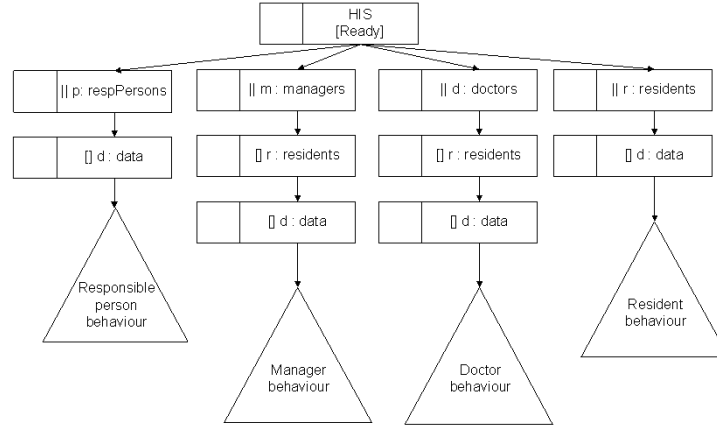 HIS
[Ready]
|| p: respPersons
|| m : managers
|| d : doctors
|| r : residents
[] d : data
[] r : residents
[] r : residents
[] d : data
[] d : data
[] d : data
Responsible
person
behaviour
Manager
behaviour
Doctor
behaviour
Resident
behaviour